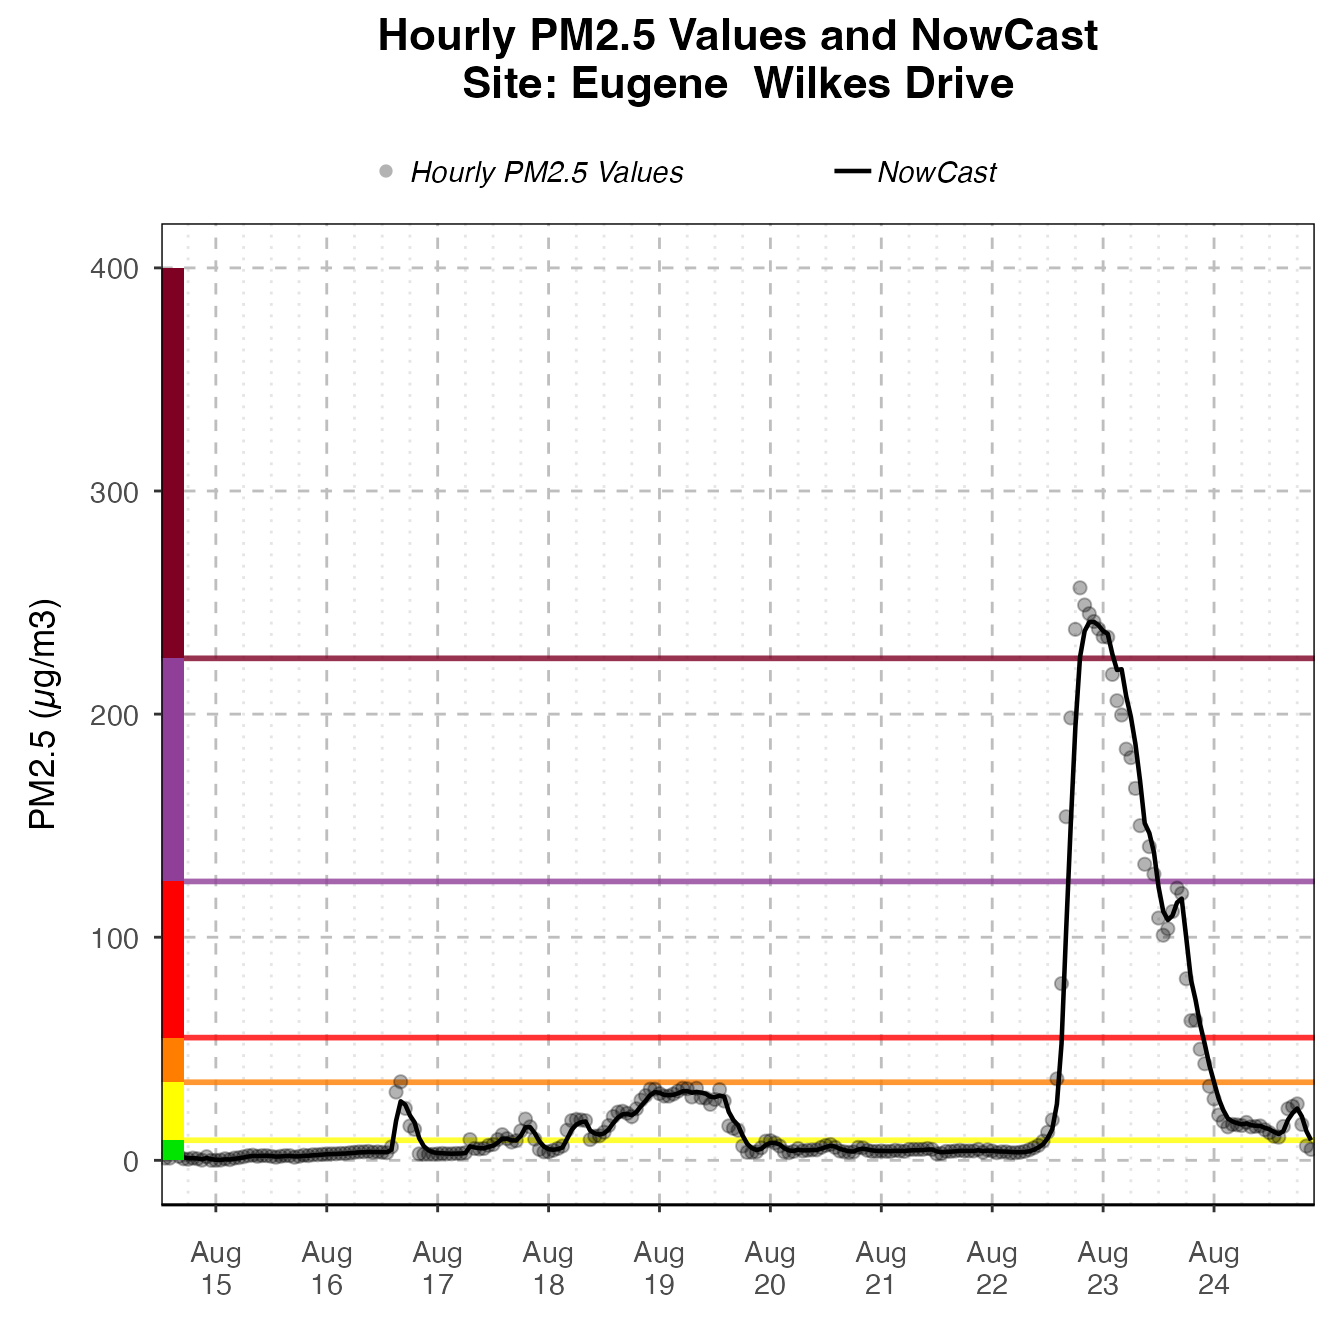 Hourly PM2.5 Values and NowCast
Site: Eugene  Wilkes Drive
Hourly PM2.5 Values
NowCast
PM2.5 (µg/m3)
400
300
200
100
0
Aug 15
Aug 16
Aug 17
Aug 18
Aug 19
Aug 20
Aug 21
Aug 22
Aug 23
Aug 24